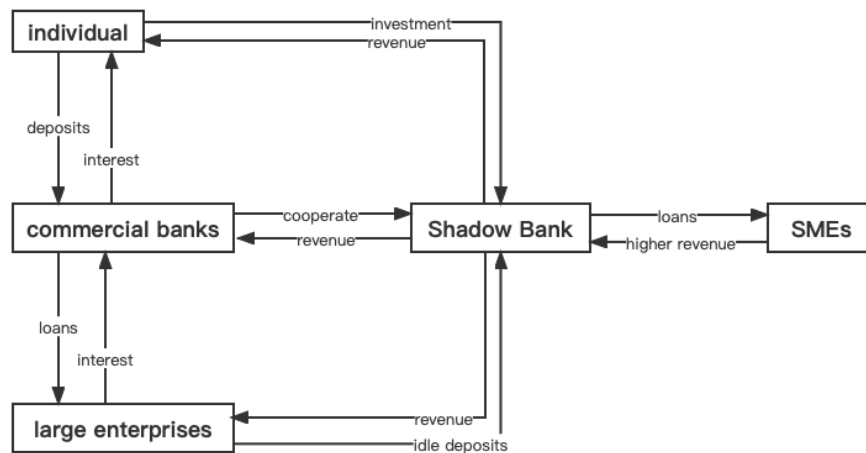 individual
investment
revenue
deposits
interest
commercial banks
cooperate
revenue
Shadow Bank
loans
higher revenue
SMEs
loans
interest
large enterprises
revenue
idle deposits